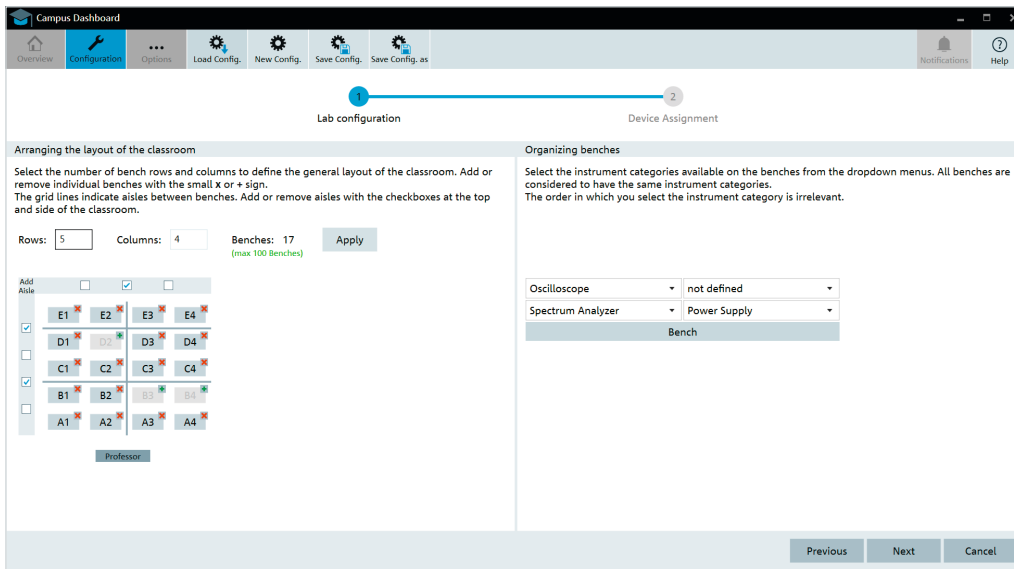 Campus Dashboard
Overview Configuration Options Load Config. New Config. Save Config. Save Config. as Notifications Help
1 2
Lab configuration Device Assignment
Arranging the layout of the classroom
Select the number of bench rows and columns to define the general layout of the classroom. Add or
remove individual benches with the small x or + sign.
The grid lines indicate aisles between benches. Add or remove aisles with the checkboxes at the top
and side of the classroom.
Rows: 5 Columns: 4 Benches: 17 Apply
(max 100 Benches)
Add
Aisle
E1 E2 E3 E4
D1 D2 D3 D4
C1 C2 C3 C4
B1 B2 B3 B4
A1 A2 A3 A4
Professor
Organizing benches
Select the instrument categories available on the benches from the dropdown menus. All benches are
considered to have the same instrument categories.
The order in which you select the instrument category is irrelevant.
Oscilloscope not defined
Spectrum Analyzer Power Supply
Bench
Previous Next Cancel